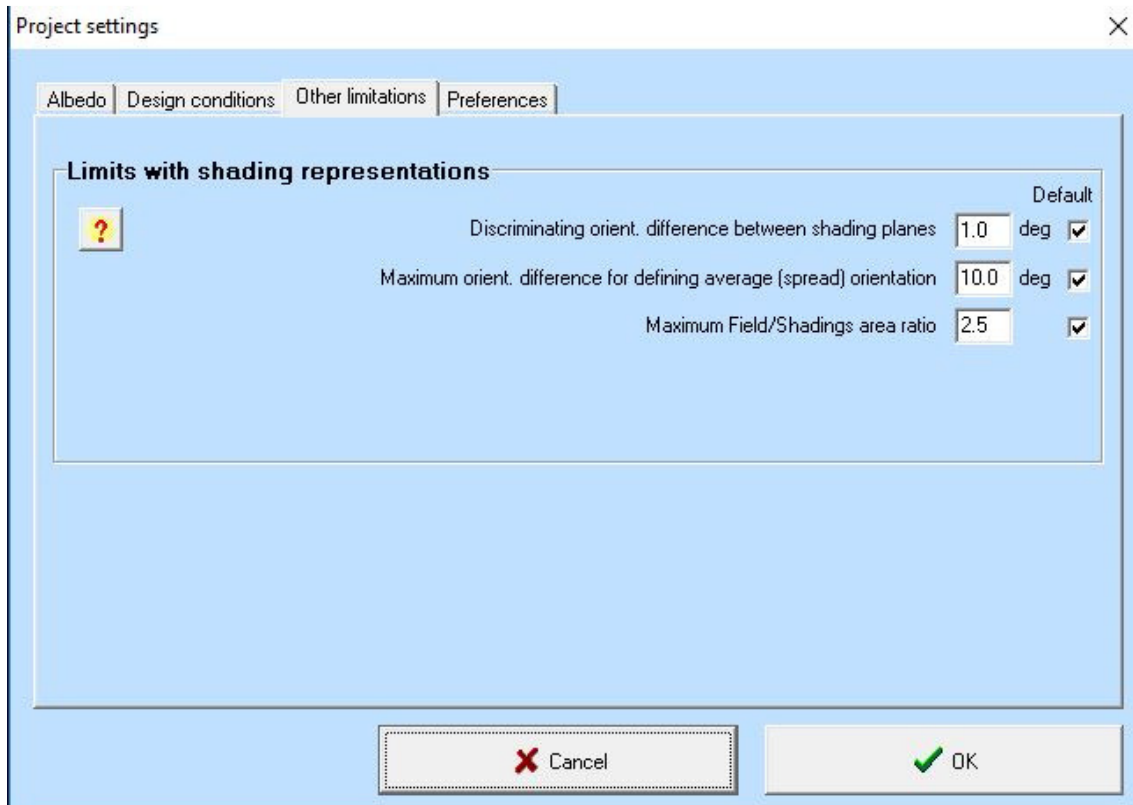 Project settings
Albedo Design conditions Other limitations Preferences
Limits with shading representations
Default
? Discriminating orient. difference between shading planes 1.0 deg
Maximum orient. difference for defining average (spread) orientation 10.0 deg
Maximum Field/Shadings area ratio 2.5
Cancel OK